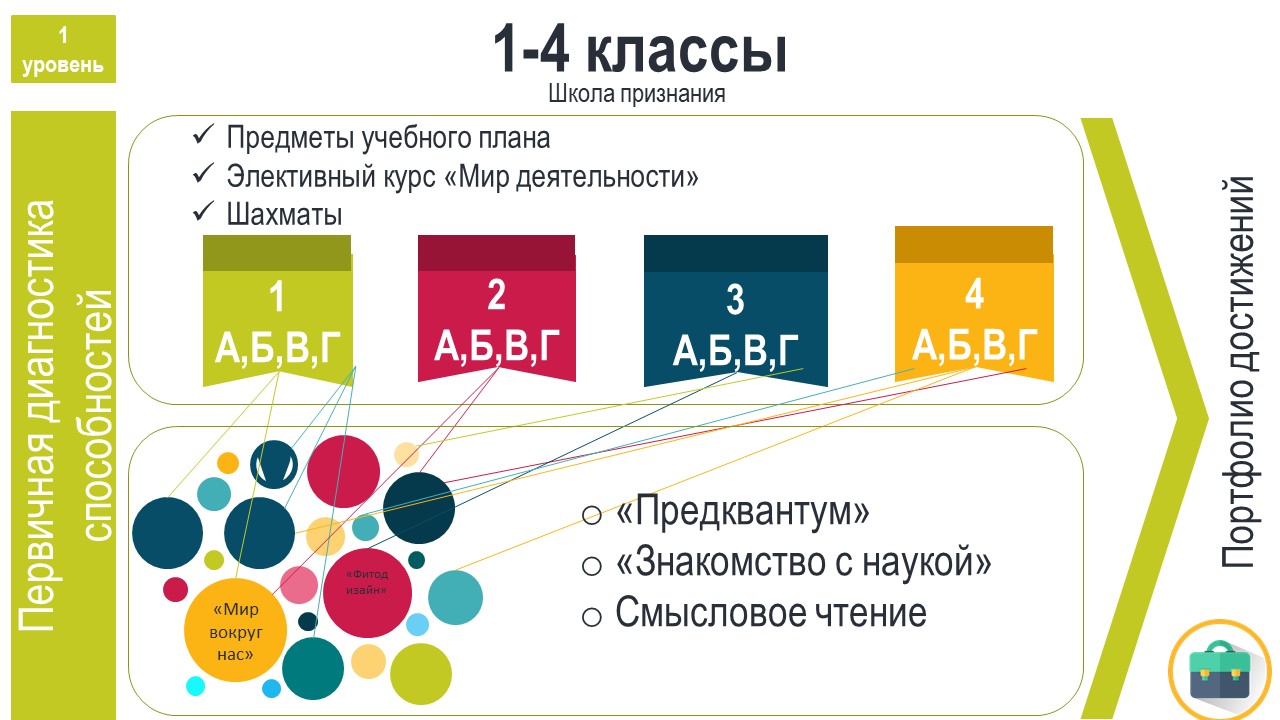 1
уровень
1-4 классы
Школа признания
Первичная диагностика
способностей
Предметы учебного плана
Элективный курс «Мир деятельности»
Шахматы
1
А,Б,В,Г
2
А,Б,В,Г
3
А,Б,В,Г
4
А,Б,В,Г
«Фитод
изайн»
«Мир
вокруг
нас»
«Предквантум»
«Знакомство с наукой»
Смысловое чтение
Портфолио достижений